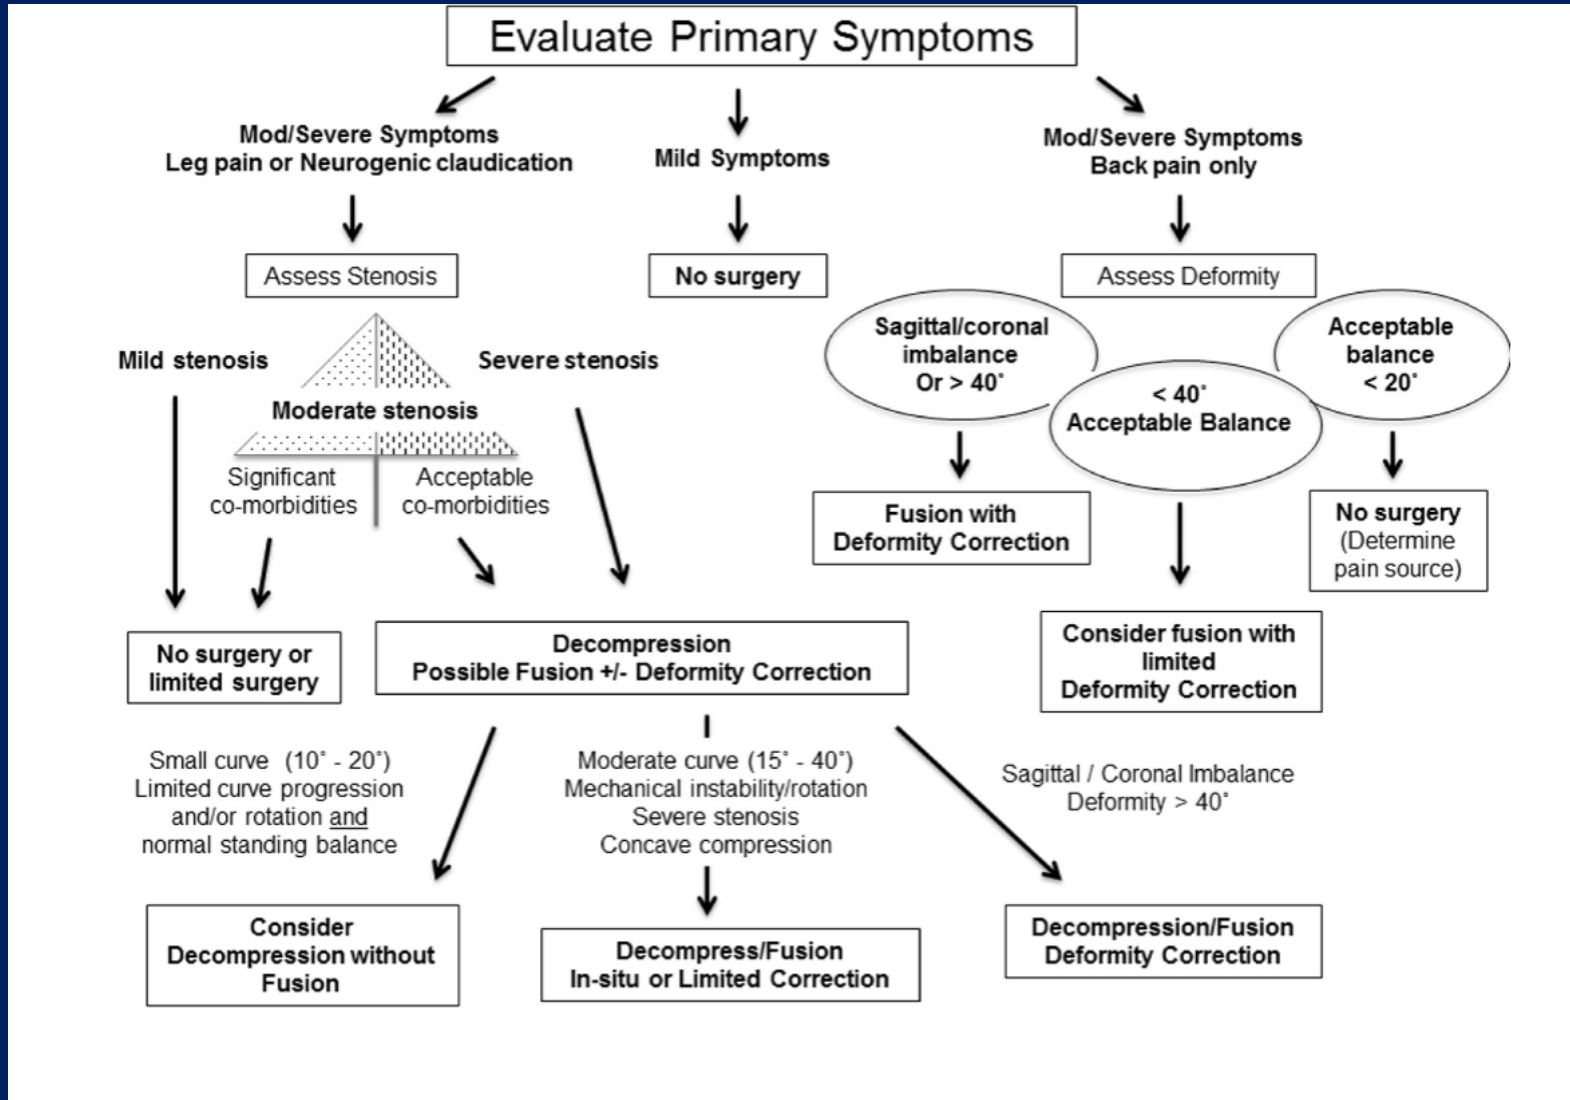 Evaluate Primary Symptoms
Mod/Severe Symptoms
Leg pain or Neurogenic claudication
Mild Symptoms
Mod/Severe Symptoms
Back pain only
Assess Stenosis
No surgery
Assess Deformity
Mild stenosis
Severe stenosis
Moderate stenosis
Significant
co-morbidities
Acceptable
co-morbidities
Sagittal/coronal
imbalance
Or > 40˚
< 40˚
Acceptable Balance
Acceptable
balance
< 20˚
Fusion with
Deformity Correction
No surgery
(Determine
pain source)
No surgery or
limited surgery
Decompression
Possible Fusion +/- Deformity Correction
Consider fusion with
limited
Deformity Correction
Small curve (10˚ - 20˚)
Limited curve progression
and/or rotation and
normal standing balance
Moderate curve (15˚ - 40˚)
Mechanical instability/rotation
Severe stenosis
Concave compression
Sagittal / Coronal Imbalance
Deformity > 40˚
Consider
Decompression without
Fusion
Decompress/Fusion
In-situ or Limited Correction
Decompression/Fusion
Deformity Correction